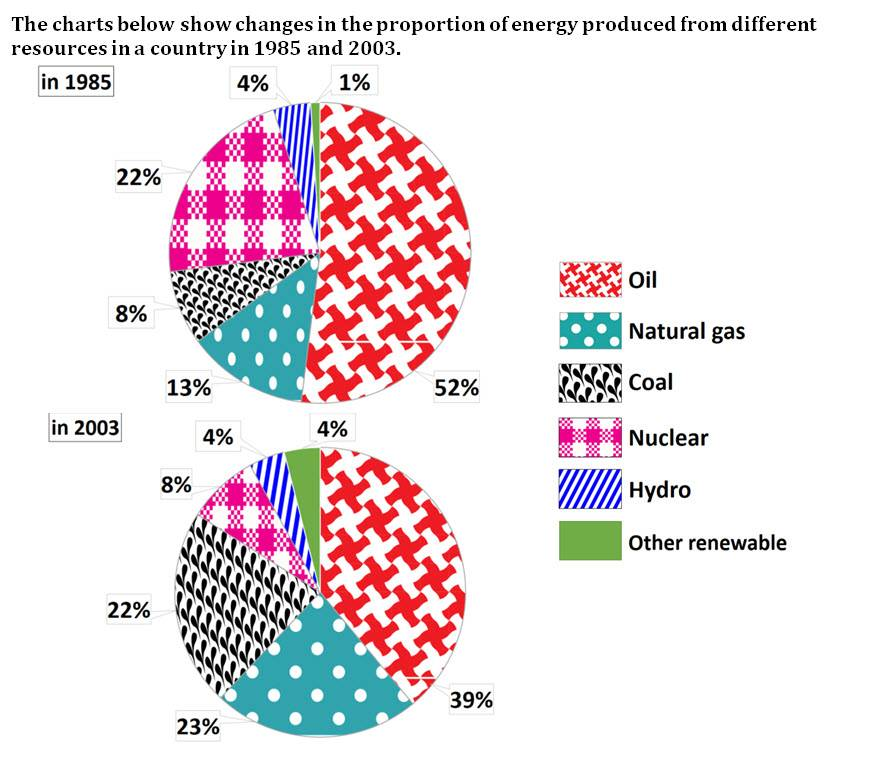 The charts below show changes in the proportion of energy produced from different
resources in a country in 1985 and 2003.
in 1985
4%
1%
22%
8%
13%
52%
in 2003
4%
4%
8%
22%
23%
39%
Oil
Natural gas
Coal
Nuclear
Hydro
Other renewable